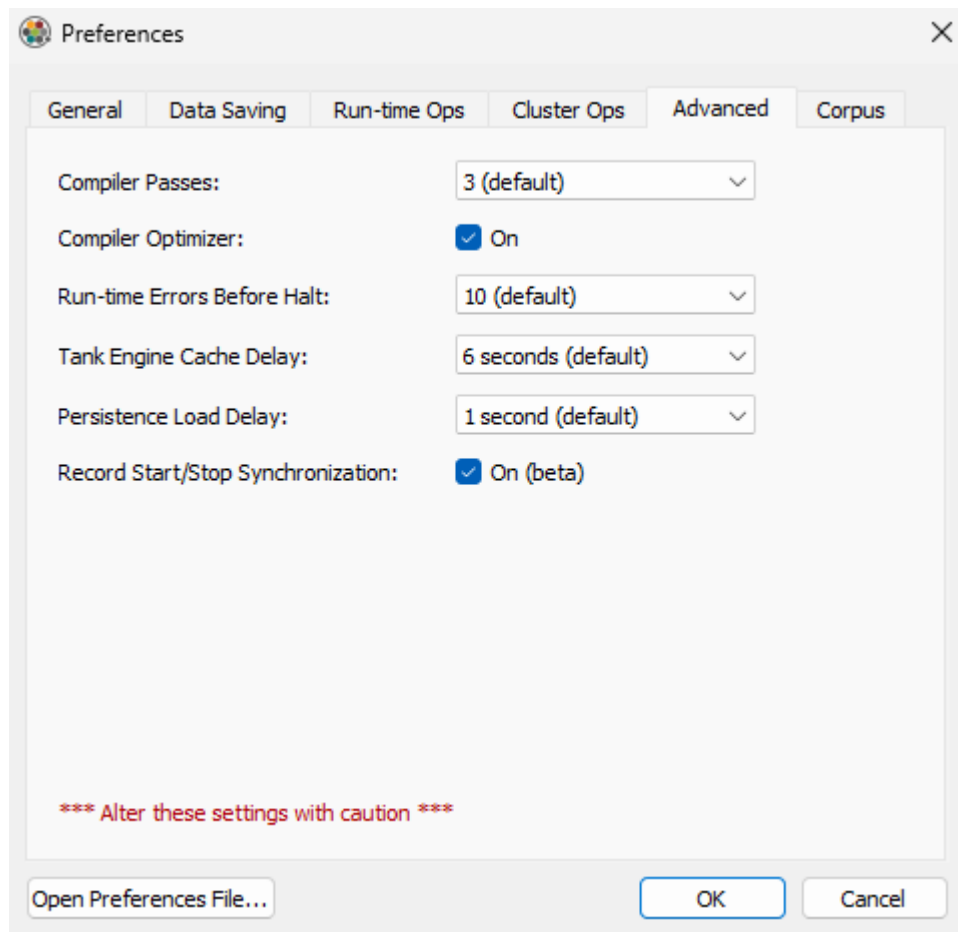 Preferences
General Data Saving Run-time Ops Cluster Ops Advanced Corpus
Compiler Passes: 3 (default)
Compiler Optimizer: On
Run-time Errors Before Halt: 10 (default)
Tank Engine Cache Delay: 6 seconds (default)
Persistence Load Delay: 1 second (default)
Record Start/Stop Synchronization: On (beta)
*** Alter these settings with caution ***
Open Preferences File... OK Cancel